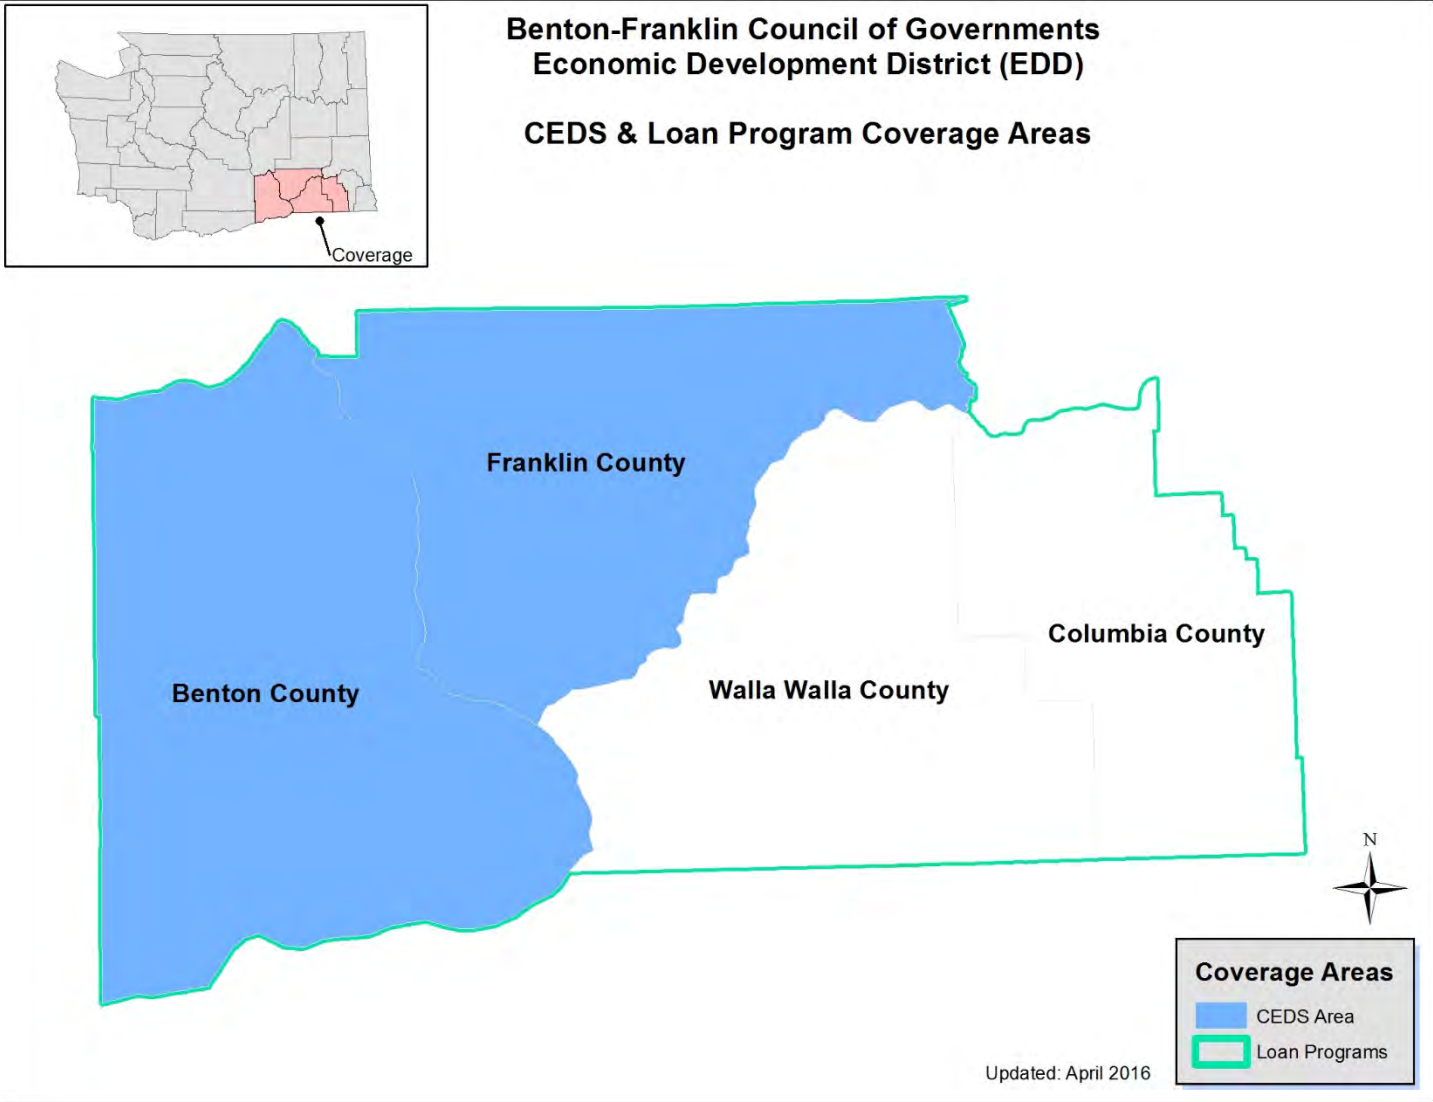 Benton-Franklin Council of Governments
Economic Development District (EDD)
CEDS & Loan Program Coverage Areas
Coverage
Franklin County
Columbia County
Benton County
Walla Walla County
N
Coverage Areas
CEDS Area
Loan Programs
Updated: April 2016